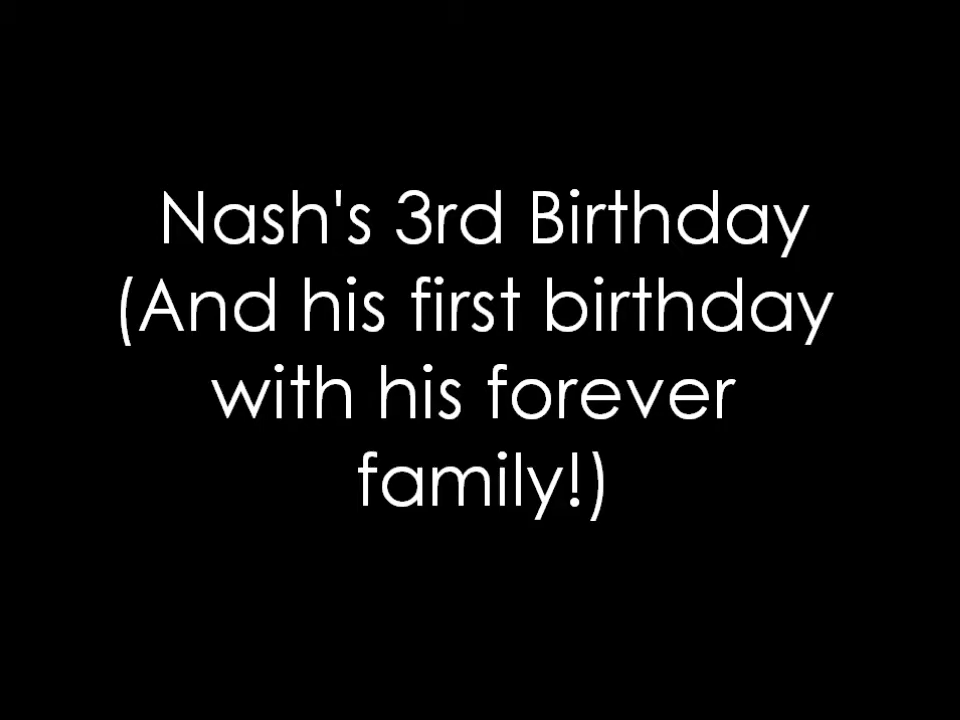 Nash's 3rd Birthday
(And his first birthday
with his forever
family!)